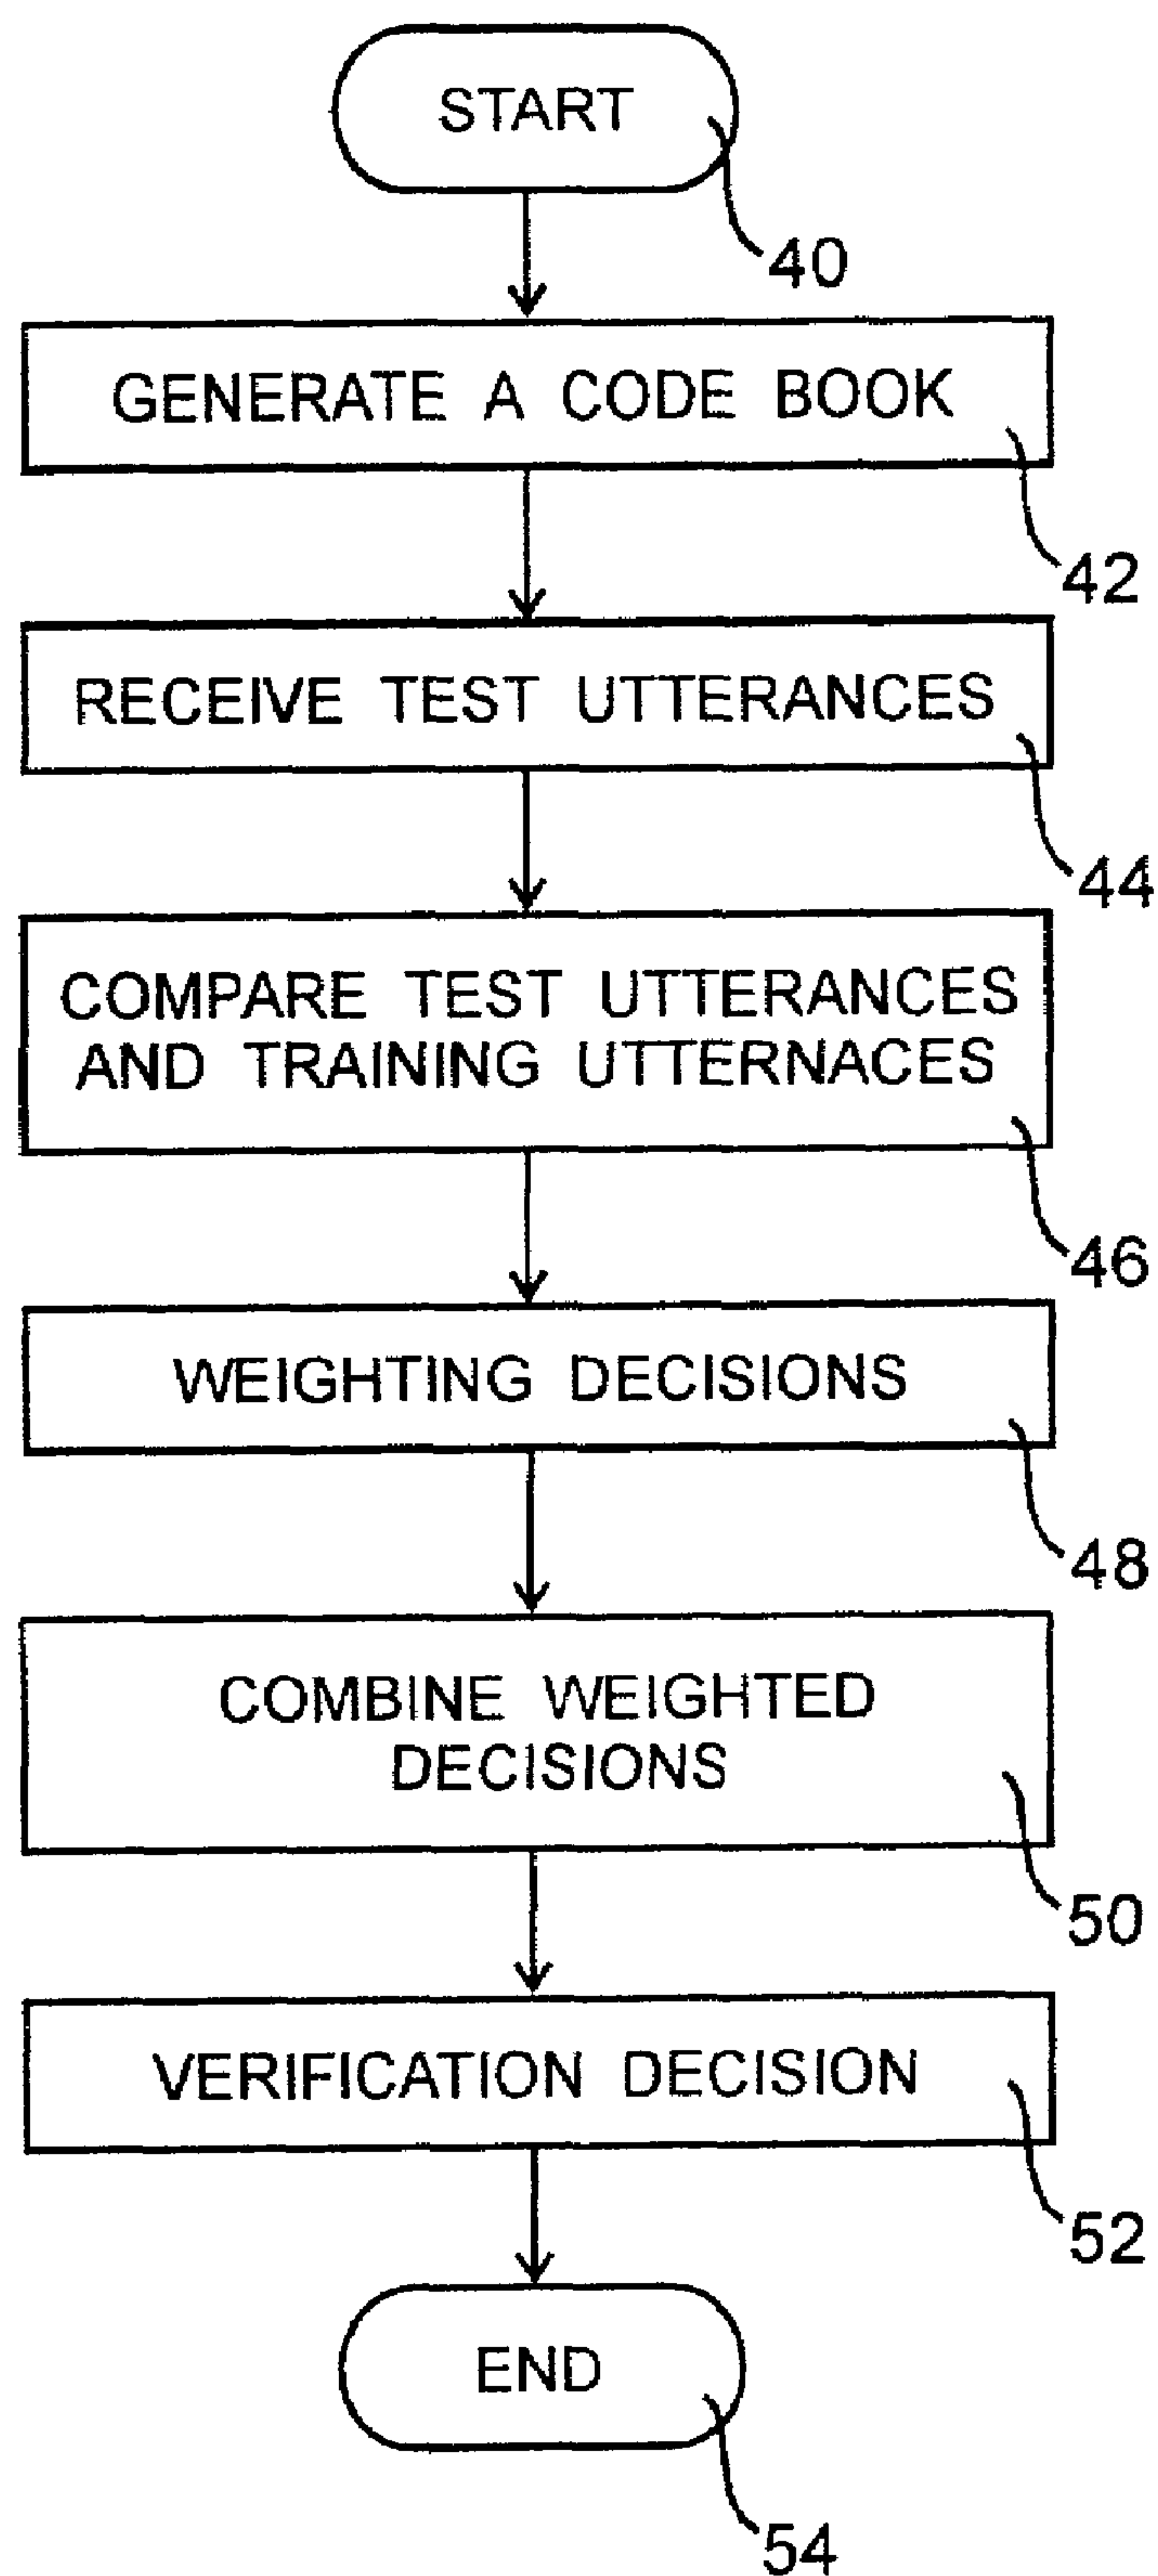 START
40
GENERATE A CODE BOOK
42
RECEIVE TEST UTTERANCES
44
COMPARE TEST UTTERANCES
AND TRAINING UTTERNACES
46
WEIGHTING DECISIONS
48
COMBINE WEIGHTED
DECISIONS
50
VERIFICATION DECISION
52
END
54